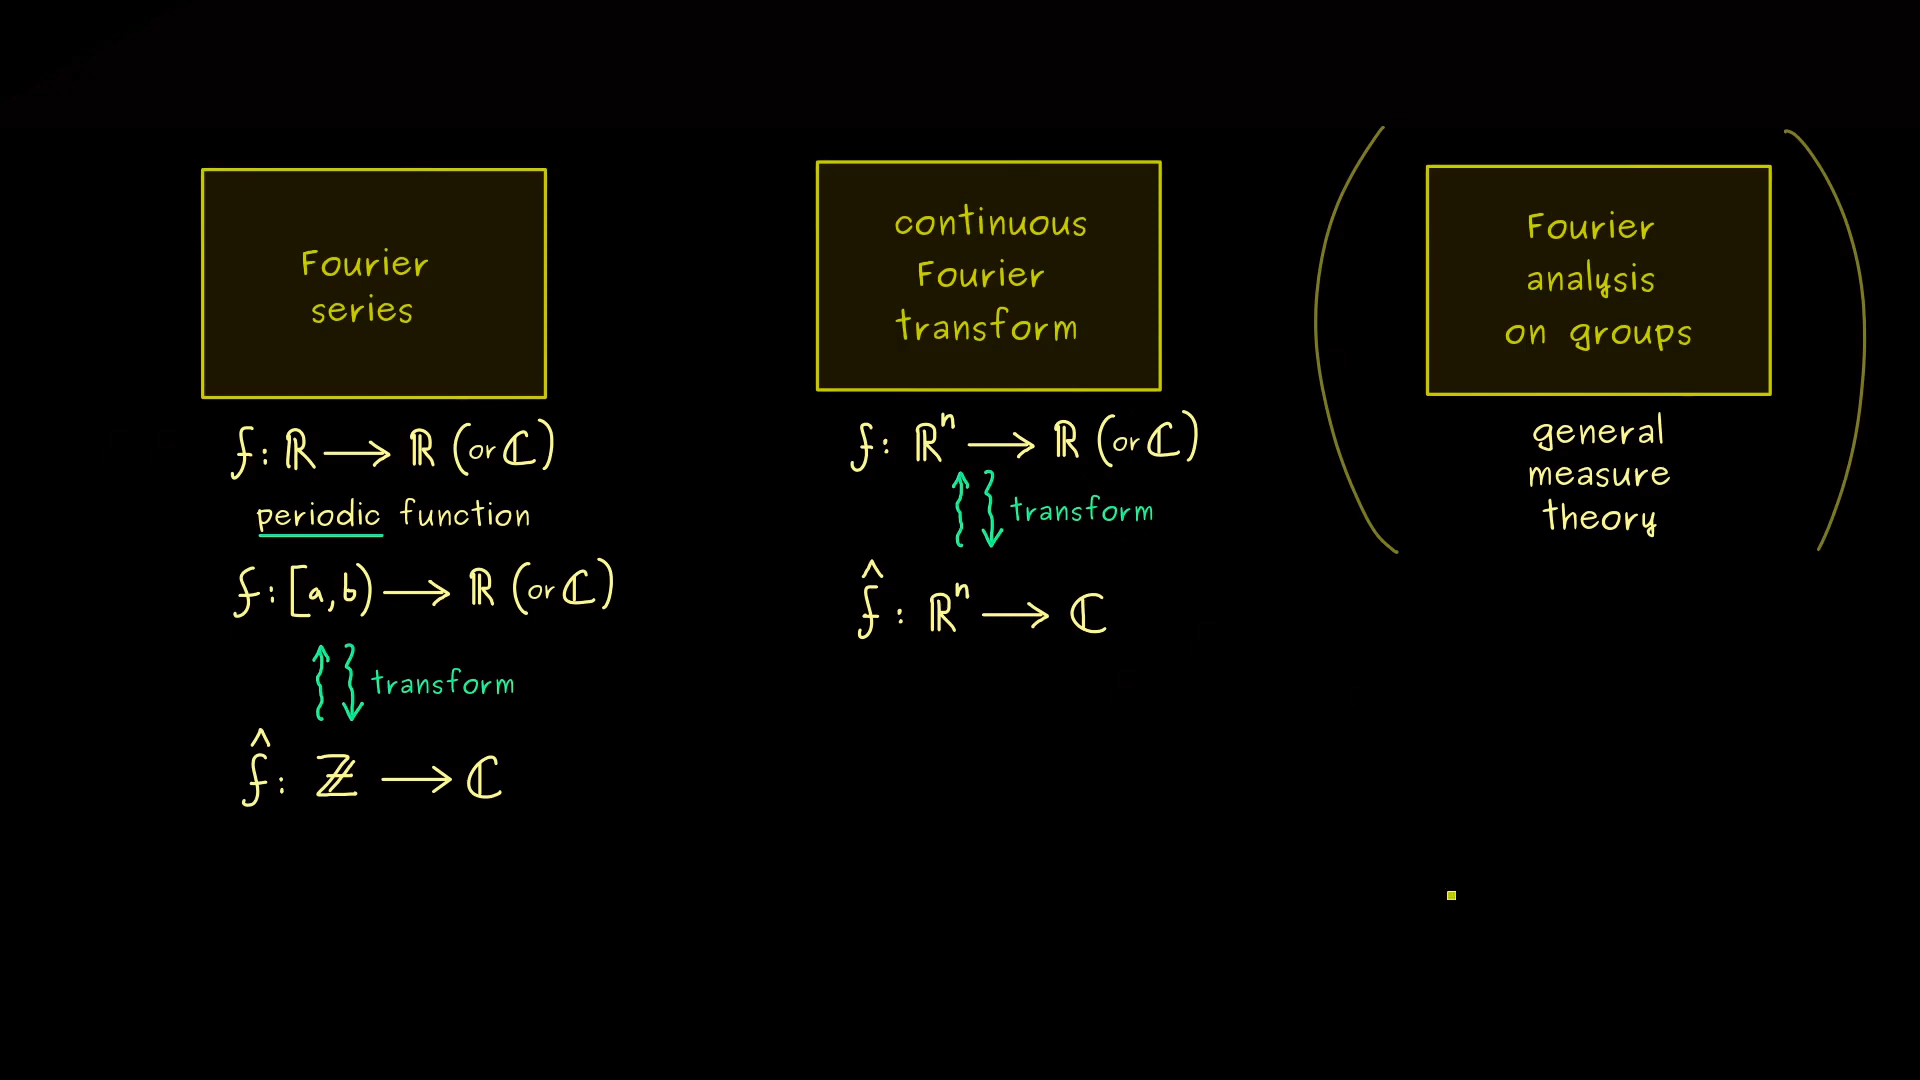 Fourier
series
f: ℝ ⟶ ℝ (or ℂ)
periodic function
f: [a,b) ⟶ ℝ (or ℂ)
transform
f̂: ℤ ⟶ ℂ
continuous
Fourier
transform
f: ℝⁿ ⟶ ℝ (or ℂ)
transform
f̂: ℝⁿ ⟶ ℂ
Fourier
analysis
on groups
general
measure
theory